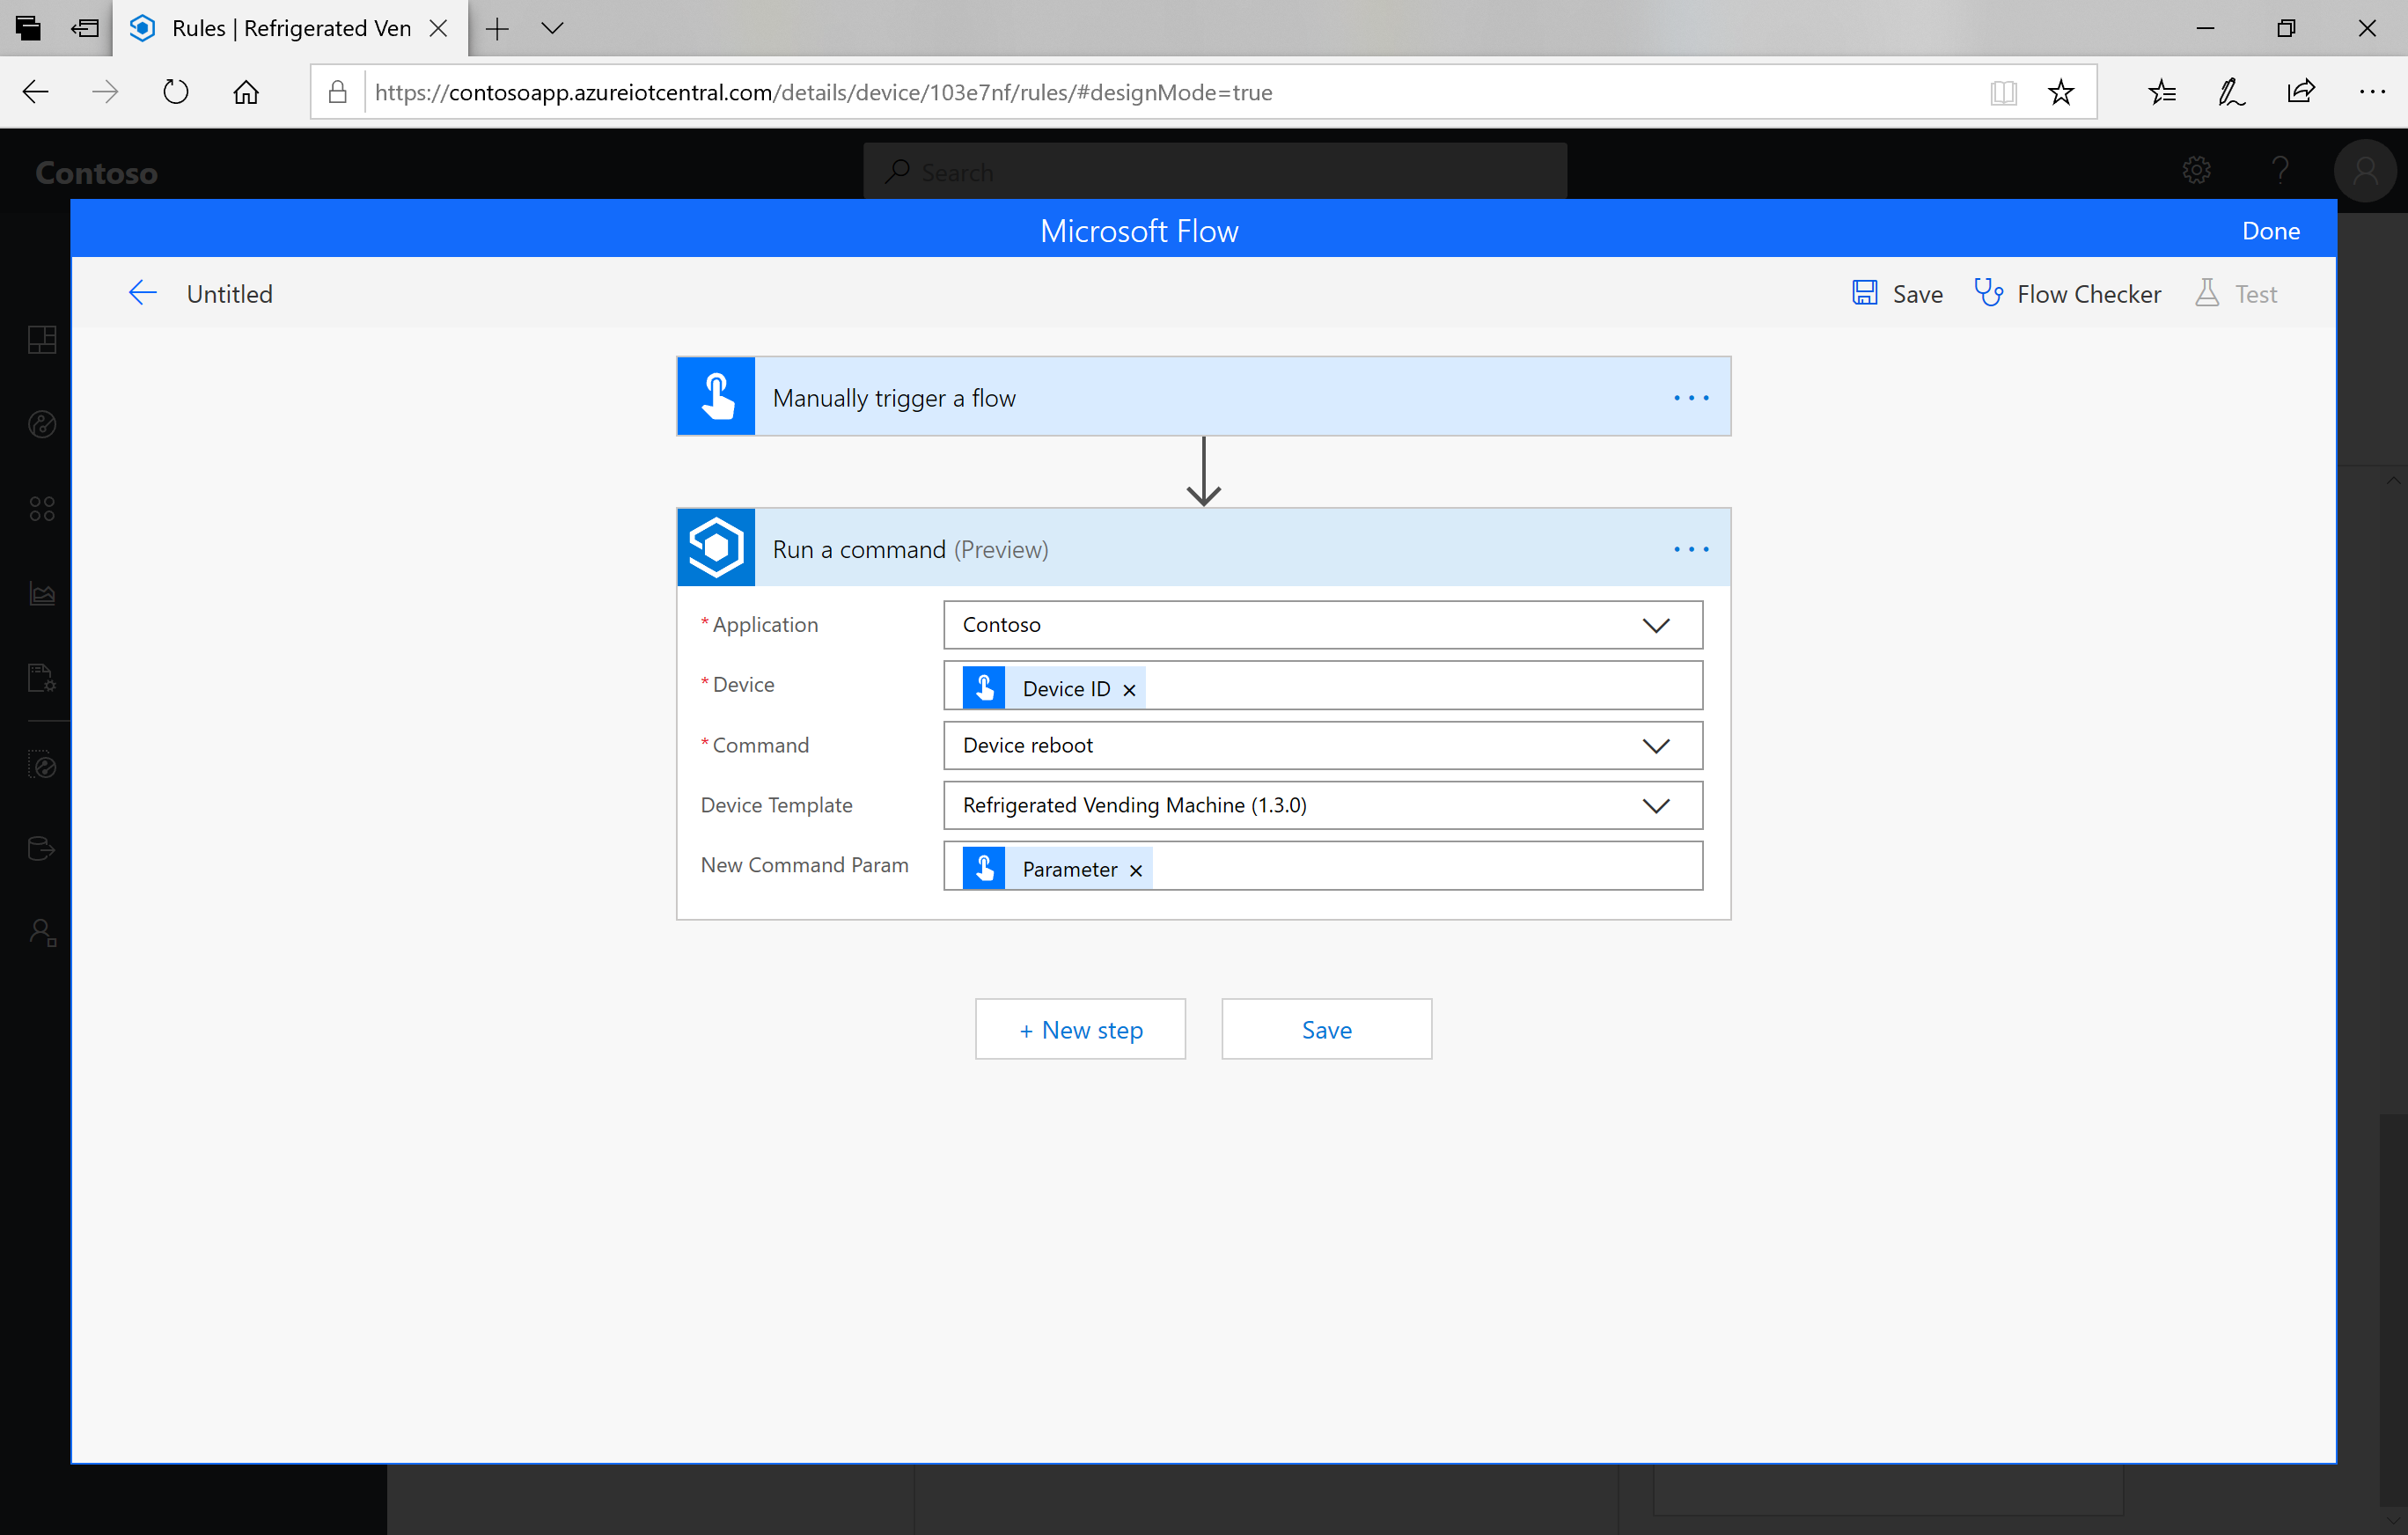 Rules | Refrigerated Ven
https://contosoapp.azureiotcentral.com/details/device/103e7nf/rules/#designMode=true
Contoso
Search
Microsoft Flow
Done
Untitled
Save
Flow Checker
Test
Manually trigger a flow
Run a command (Preview)
* Application
Contoso
* Device
Device ID ×
* Command
Device reboot
Device Template
Refrigerated Vending Machine (1.3.0)
New Command Param
Parameter ×
+ New step
Save